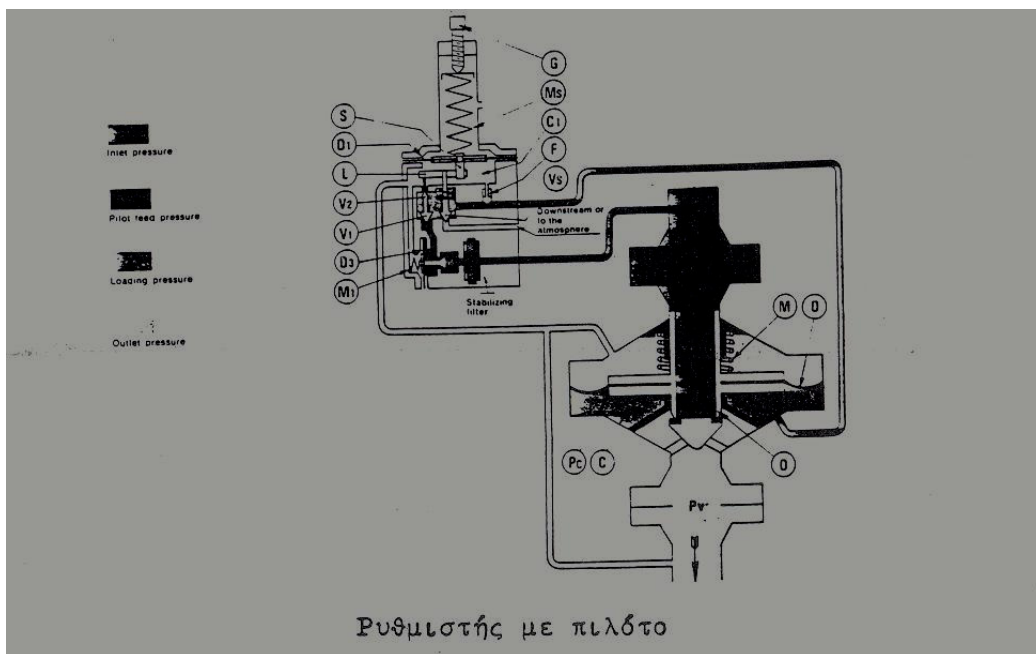 G
Ms
C1
F
Vs
S
D1
L
V2
V1
D3
M1
Inlet pressure
Pilot feed pressure
Loading pressure
Outlet pressure
Downstream or
to the
Atmosphere
Stabilizing
filter
M
D
Pc
C
O
Pv
Ρυθμιστής με πιλότο